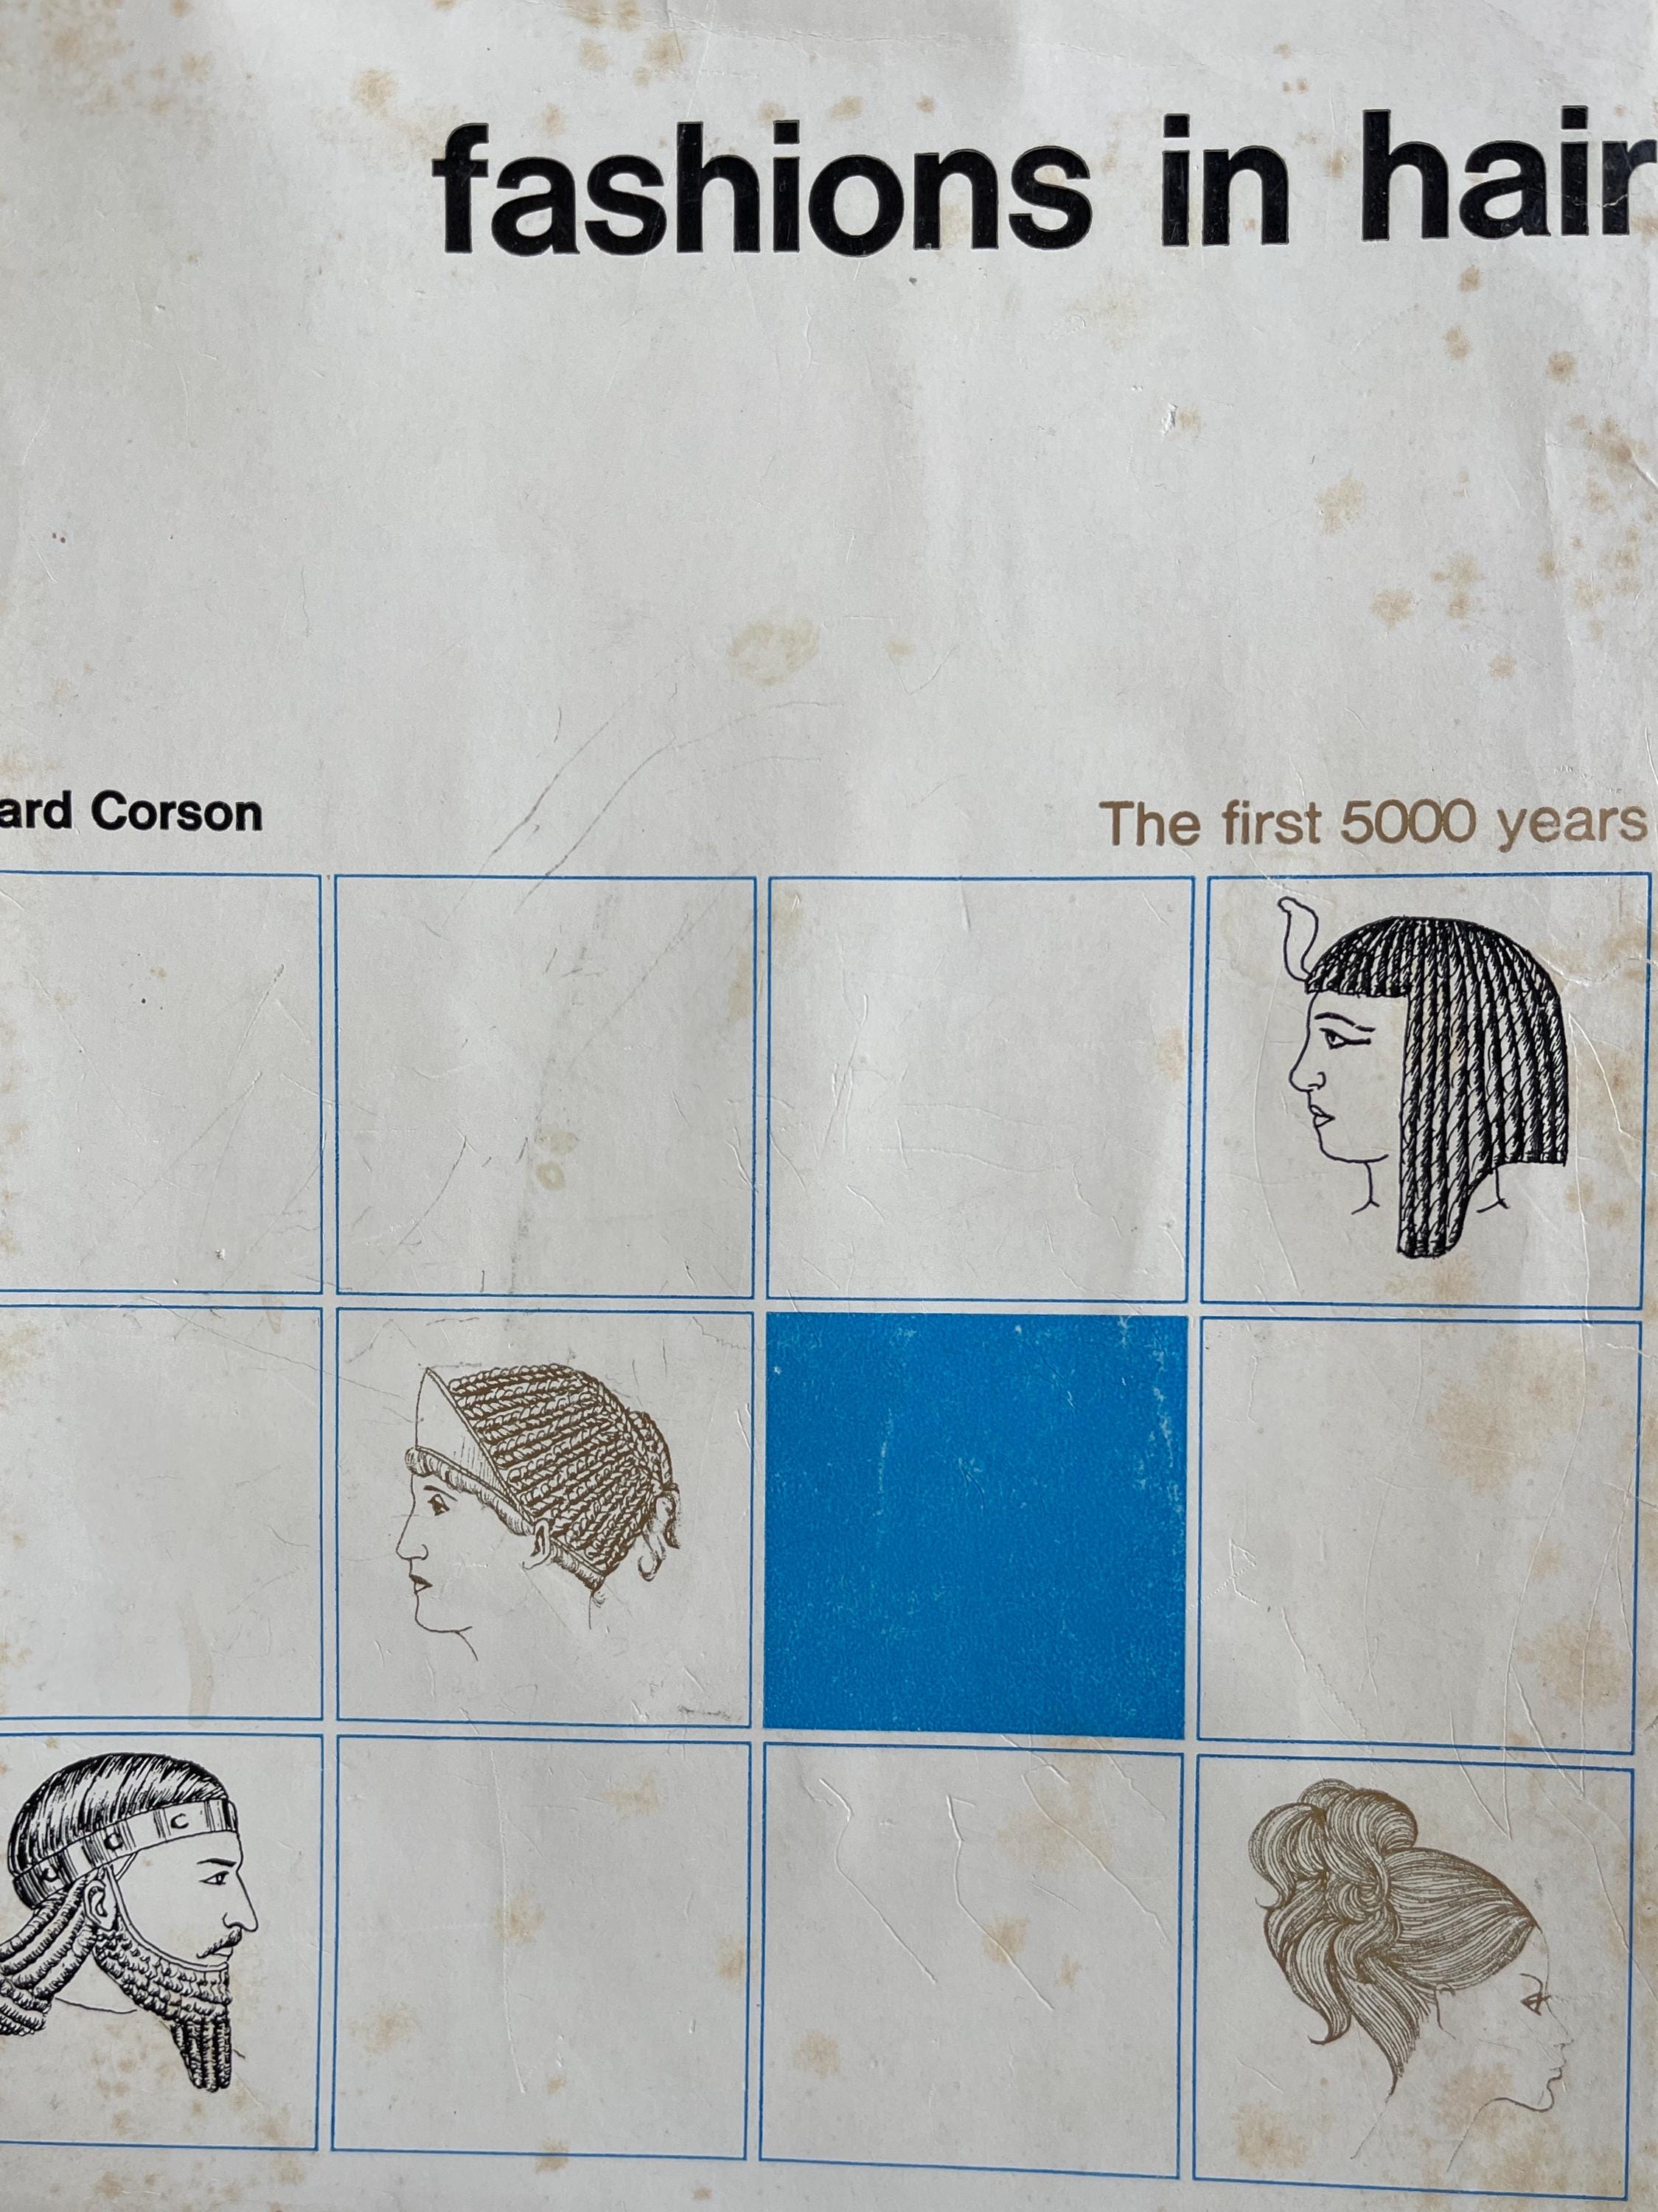 fashions in hair
ard Corson
The first 5000 years